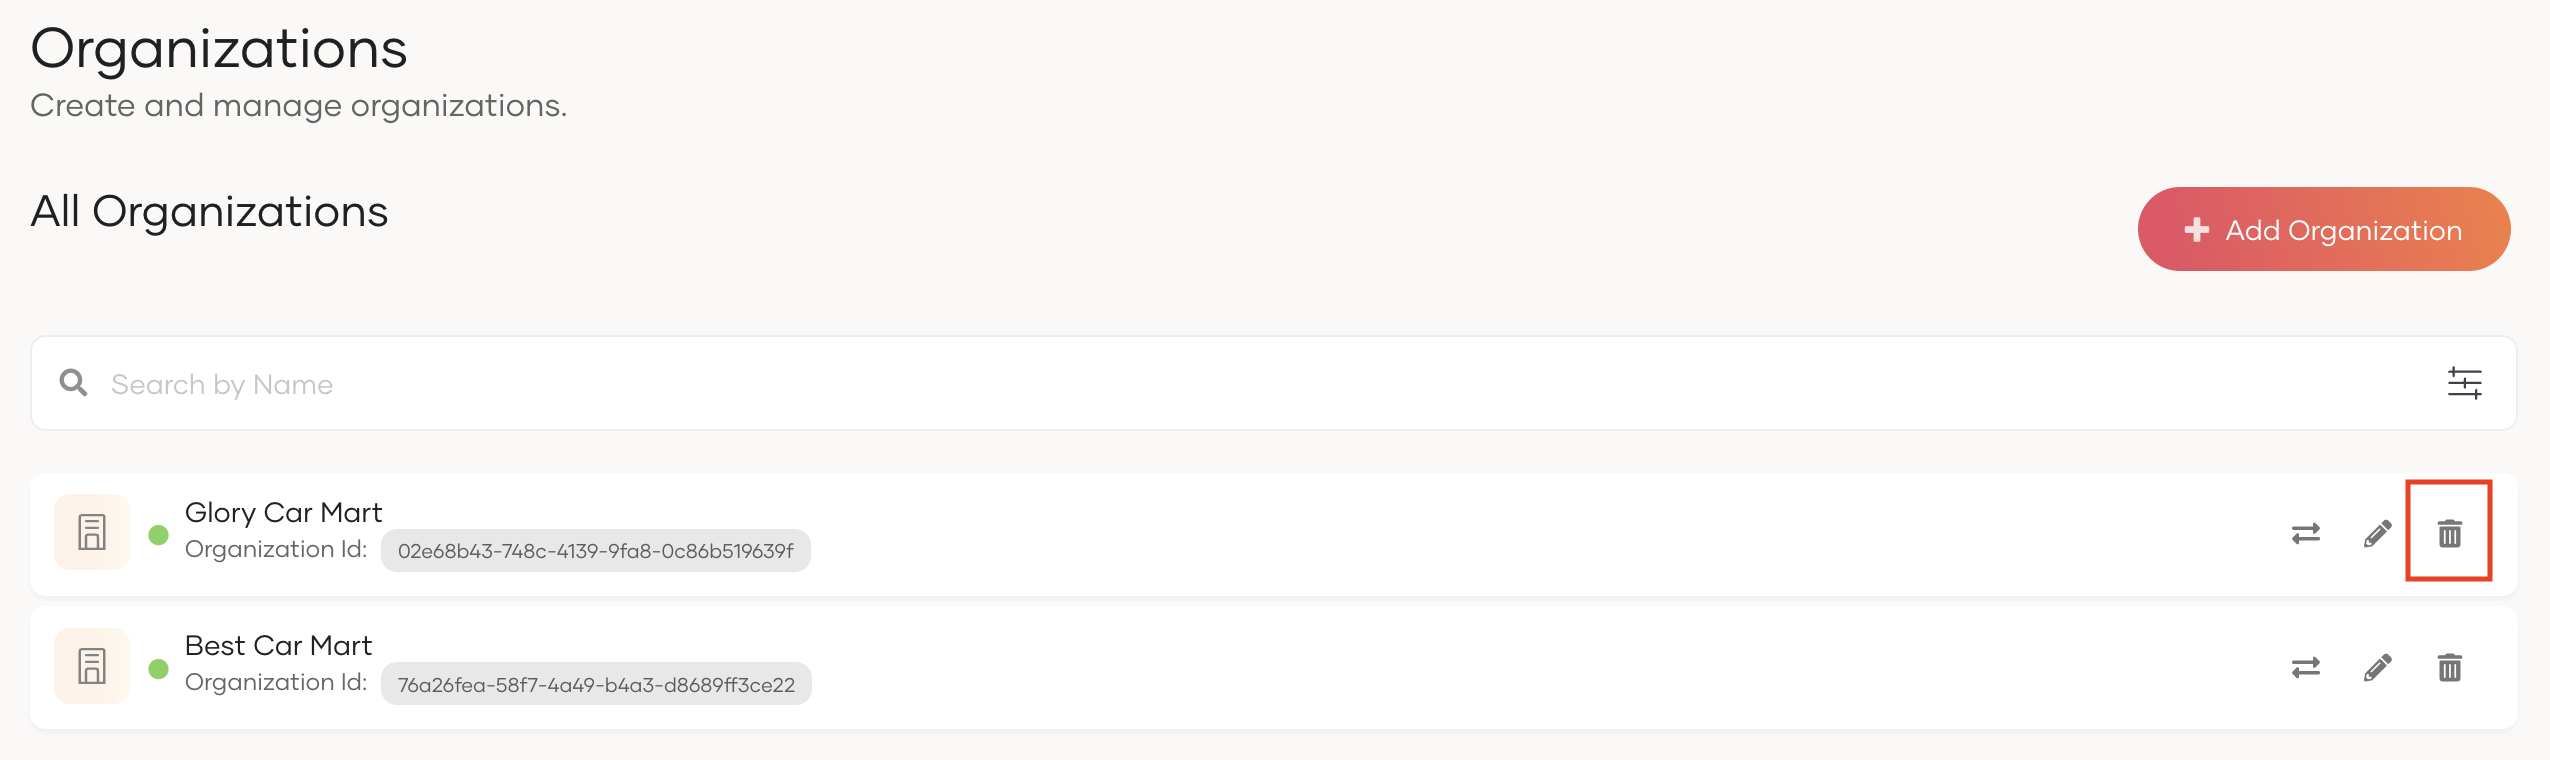 Organizations
Create and manage organizations.
All Organizations
Add Organization
Search by Name
Glory Car Mart
Organization Id: 02e68b43-748c-4139-9fa8-0c86b519639f
Best Car Mart
Organization Id: 76a26fea-58f7-4a49-b4a3-d8689ff3ce22